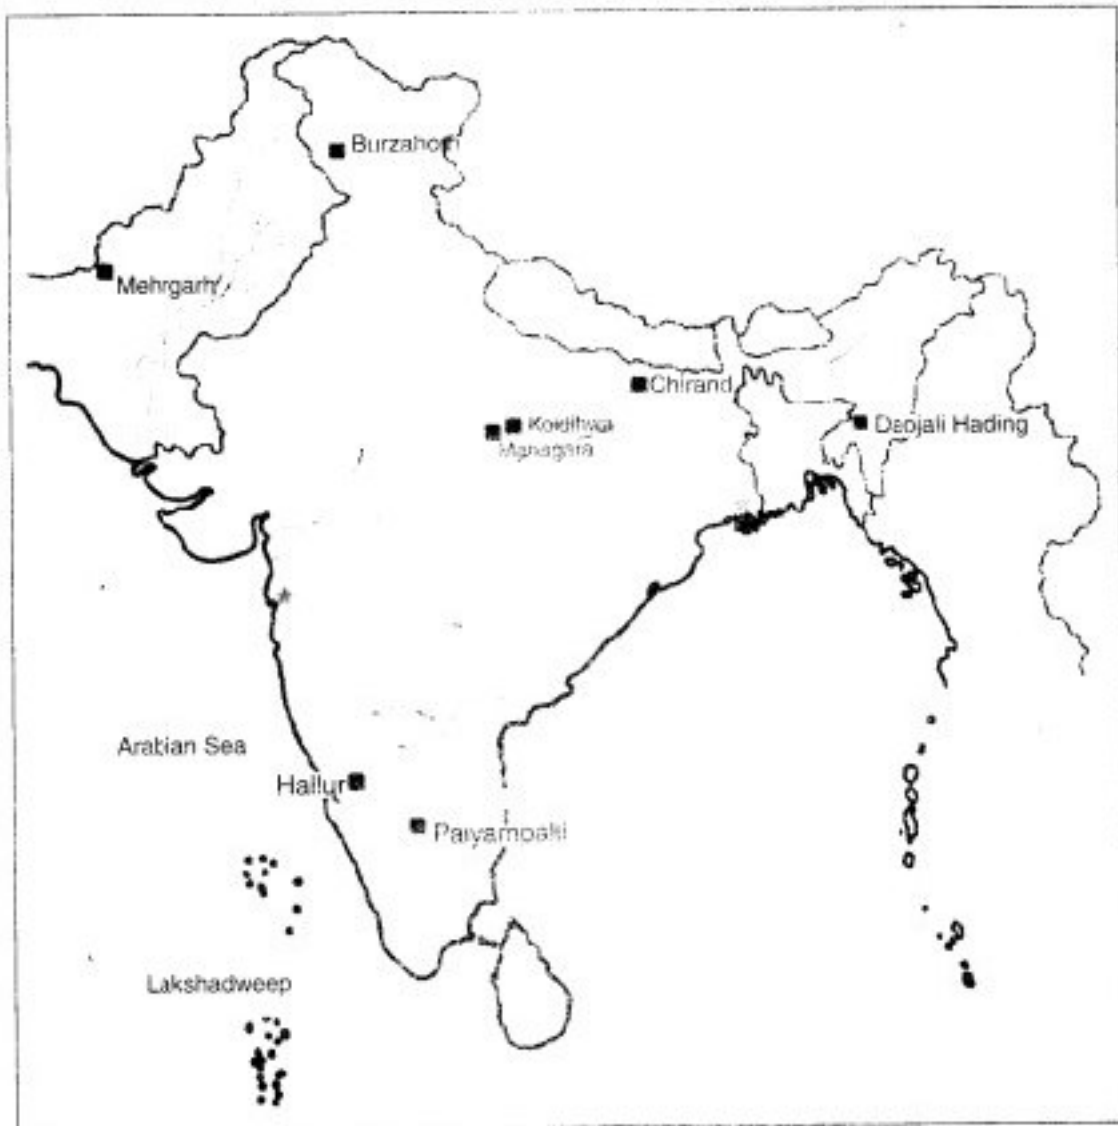 Burzahom
Mehrgarh
Chirand
Koldihwa
Daojali Hading
Mahagara
Arabian Sea
Hallur
Paiyampalli
Lakshadweep